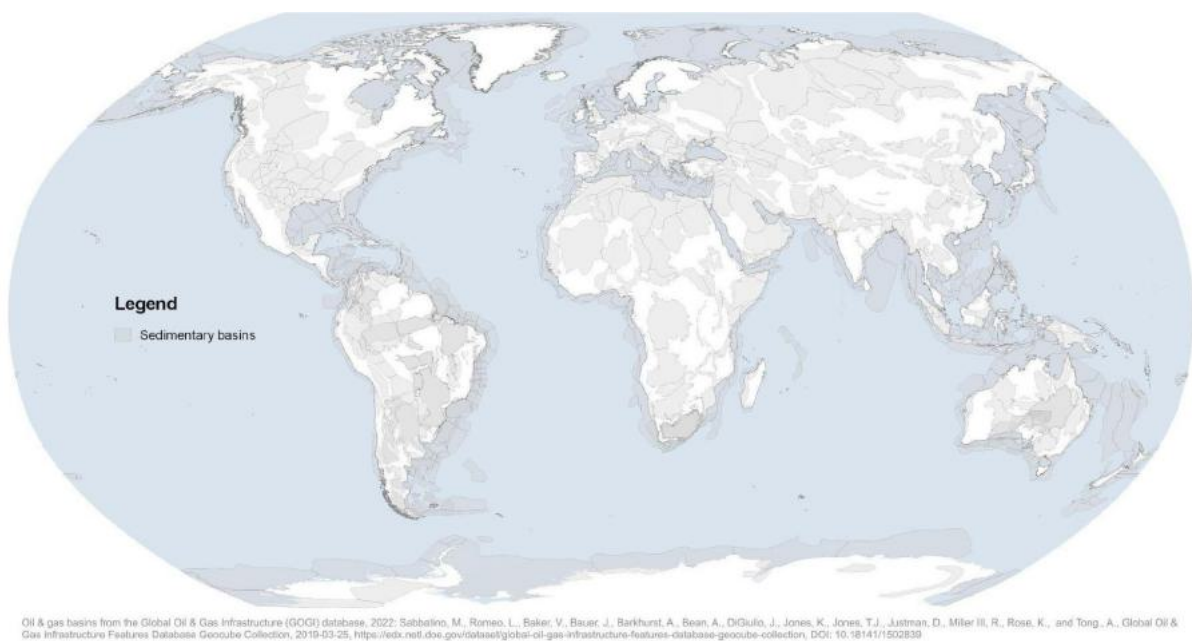 Legend
Sedimentary basins
Oil & gas basins from the Global Oil & Gas Infrastructure (GOGI) database, 2022: Sabbatino, M., Romeo, L., Baker, V., Bauer, J., Barkhurst, A., Bean, A., DiGiulio, J., Jones, K., Jones, T.J., Justman, D., Miller III, R., Rose, K., and Tong., A., Global Oil &
Gas Infrastructure Features Database Geocube Collection, 2019-03-25, https://edx.netl.doe.gov/dataset/global-oil-gas-infrastructure-features-database-geocube-collection, DOI: 10.18141/1502839